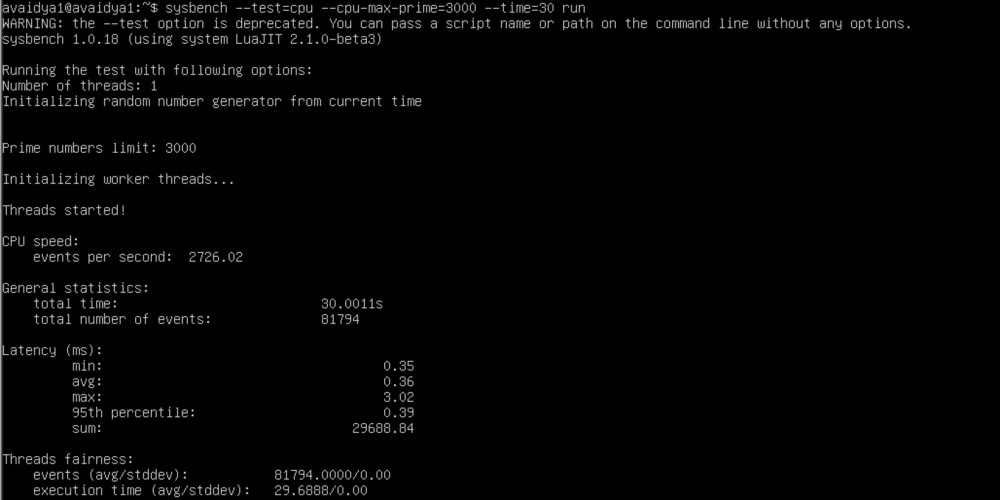 avaidya1@avaidya1:~$ sysbench --test=cpu --cpu-max-prime=3000 --time=30 run
WARNING: the --test option is deprecated. You can pass a script name or path on the command line without any options.
sysbench 1.0.18 (using system LuaJIT 2.1.0-beta3)
Running the test with following options:
Number of threads: 1
Initializing random number generator from current time
Prime numbers limit: 3000
Initializing worker threads...
Threads started!
CPU speed:
events per second: 2726.02
General statistics:
total time: 30.0011s
total number of events: 81794
Latency (ms):
min: 0.35
avg: 0.36
max: 3.02
95th percentile: 0.39
sum: 29688.84
Threads fairness:
events (avg/stddev): 81794.0000/0.00
execution time (avg/stddev): 29.6888/0.00